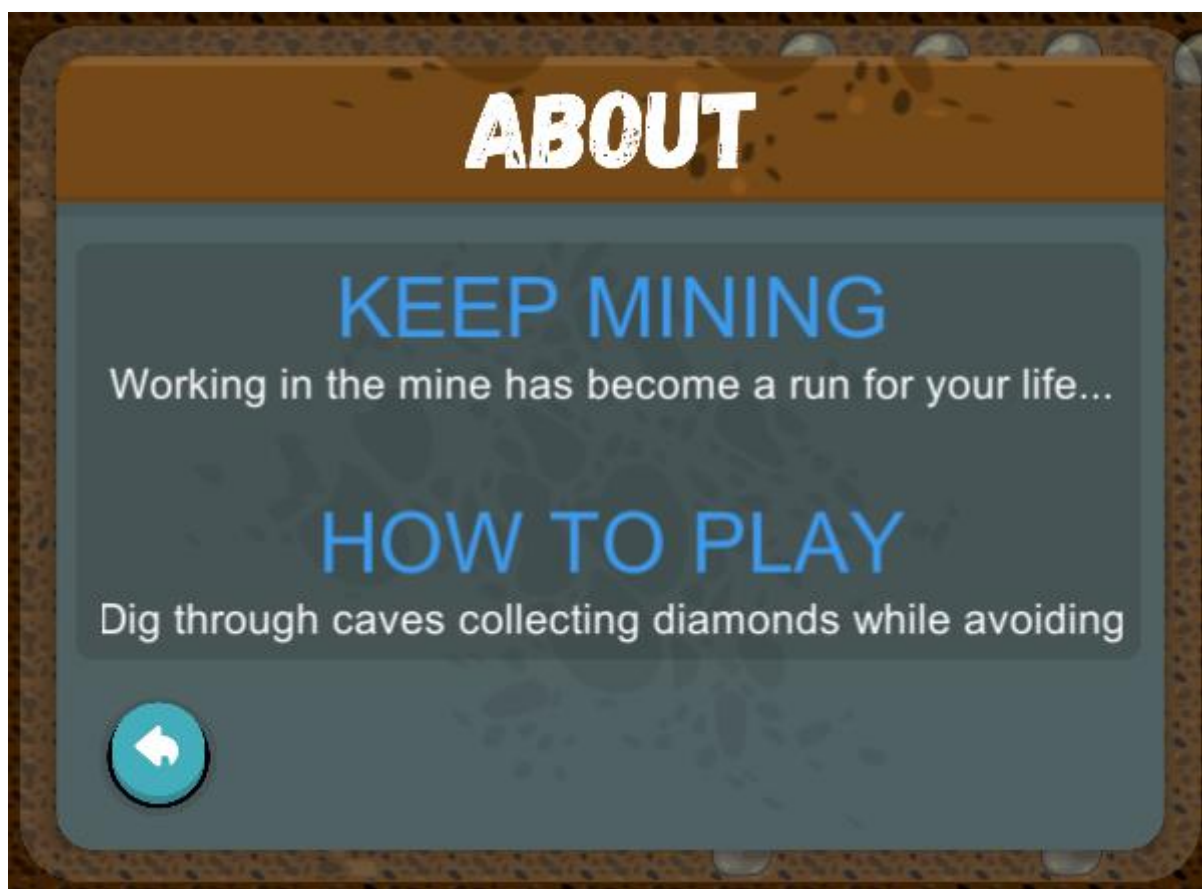 ABOUT
KEEP MINING
Working in the mine has become a run for your life...
HOW TO PLAY
Dig through caves collecting diamonds while avoiding